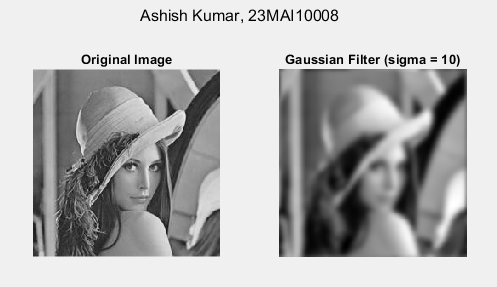 Ashish Kumar, 23MAI10008
Original Image
Gaussian Filter (sigma = 10)